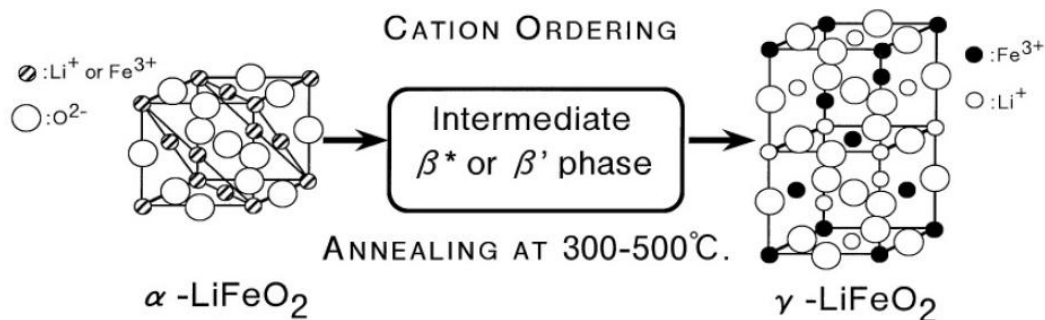 CATION ORDERING
:Li⁺ or Fe³⁺
:O²⁻
Intermediate
β* or β' phase
:Fe³⁺
:Li⁺
ANNEALING AT 300-500℃.
α -LiFeO₂
γ -LiFeO₂